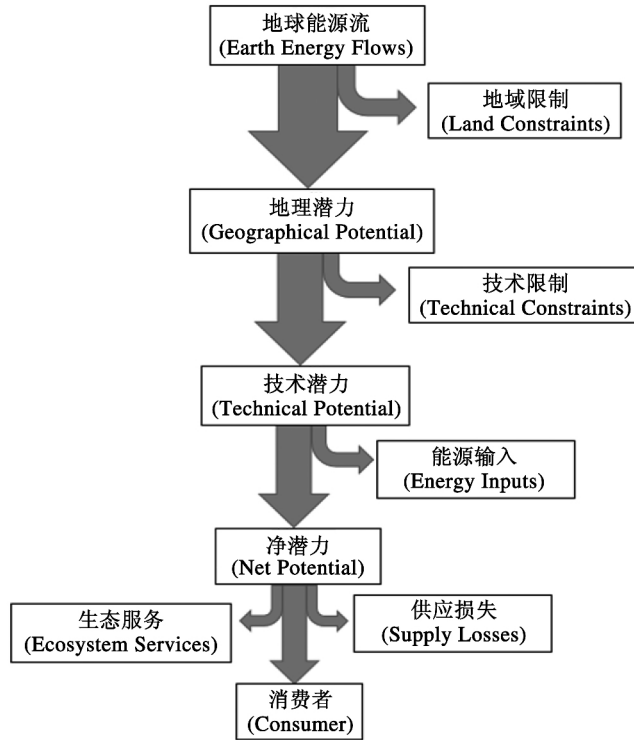 地球能源流
(Earth Energy Flows)
地域限制
(Land Constraints)
地理潜力
(Geographical Potential)
技术限制
(Technical Constraints)
技术潜力
(Technical Potential)
能源输入
(Energy Inputs)
净潜力
(Net Potential)
生态服务
(Ecosystem Services)
供应损失
(Supply Losses)
消费者
(Consumer)